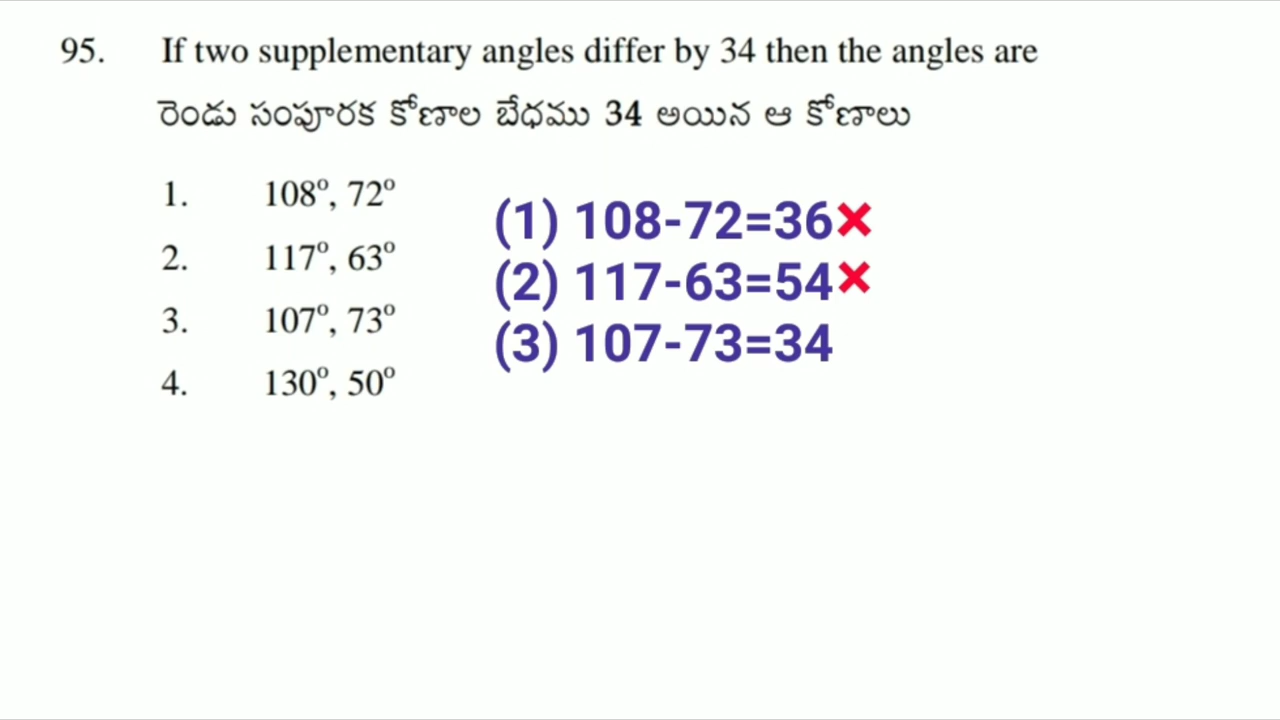 95. If two supplementary angles differ by 34 then the angles are
రెండు సంపూరక కోణాల బేధము 34 అయిన ఆ కోణాలు
1. 108°, 72°
2. 117°, 63°
3. 107°, 73°
4. 130°, 50°
(1) 108-72=36❌
(2) 117-63=54❌
(3) 107-73=34